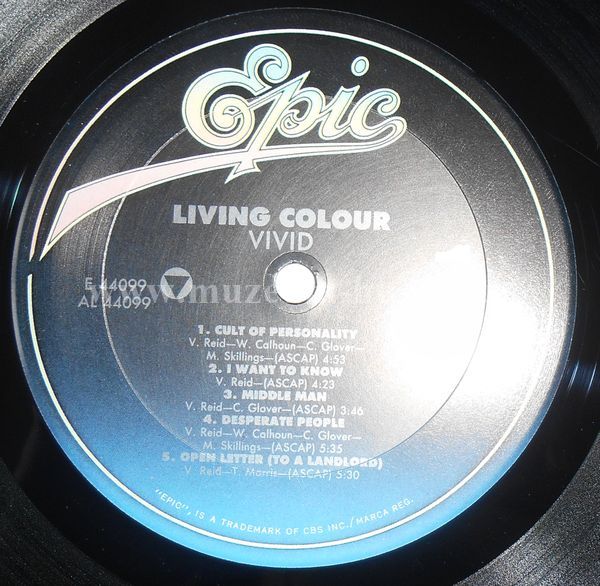 Epic
LIVING COLOUR
VIVID
E 44099
AL 44099
1. CULT OF PERSONALITY
V. Reid—W. Calhoun—C. Glover—
M. Skillings—(ASCAP) 4:53
2. I WANT TO KNOW
V. Reid—(ASCAP) 4:23
3. MIDDLE MAN
V. Reid—C. Glover—(ASCAP) 3:46
4. DESPERATE PEOPLE
V. Reid—W. Calhoun—C. Glover—
M. Skillings—(ASCAP) 5:35
5. OPEN LETTER (TO A LANDLORD)
V. Reid—T. Morris—(ASCAP) 5:30
"EPIC", IS A TRADEMARK OF CBS INC./MARCA REG.